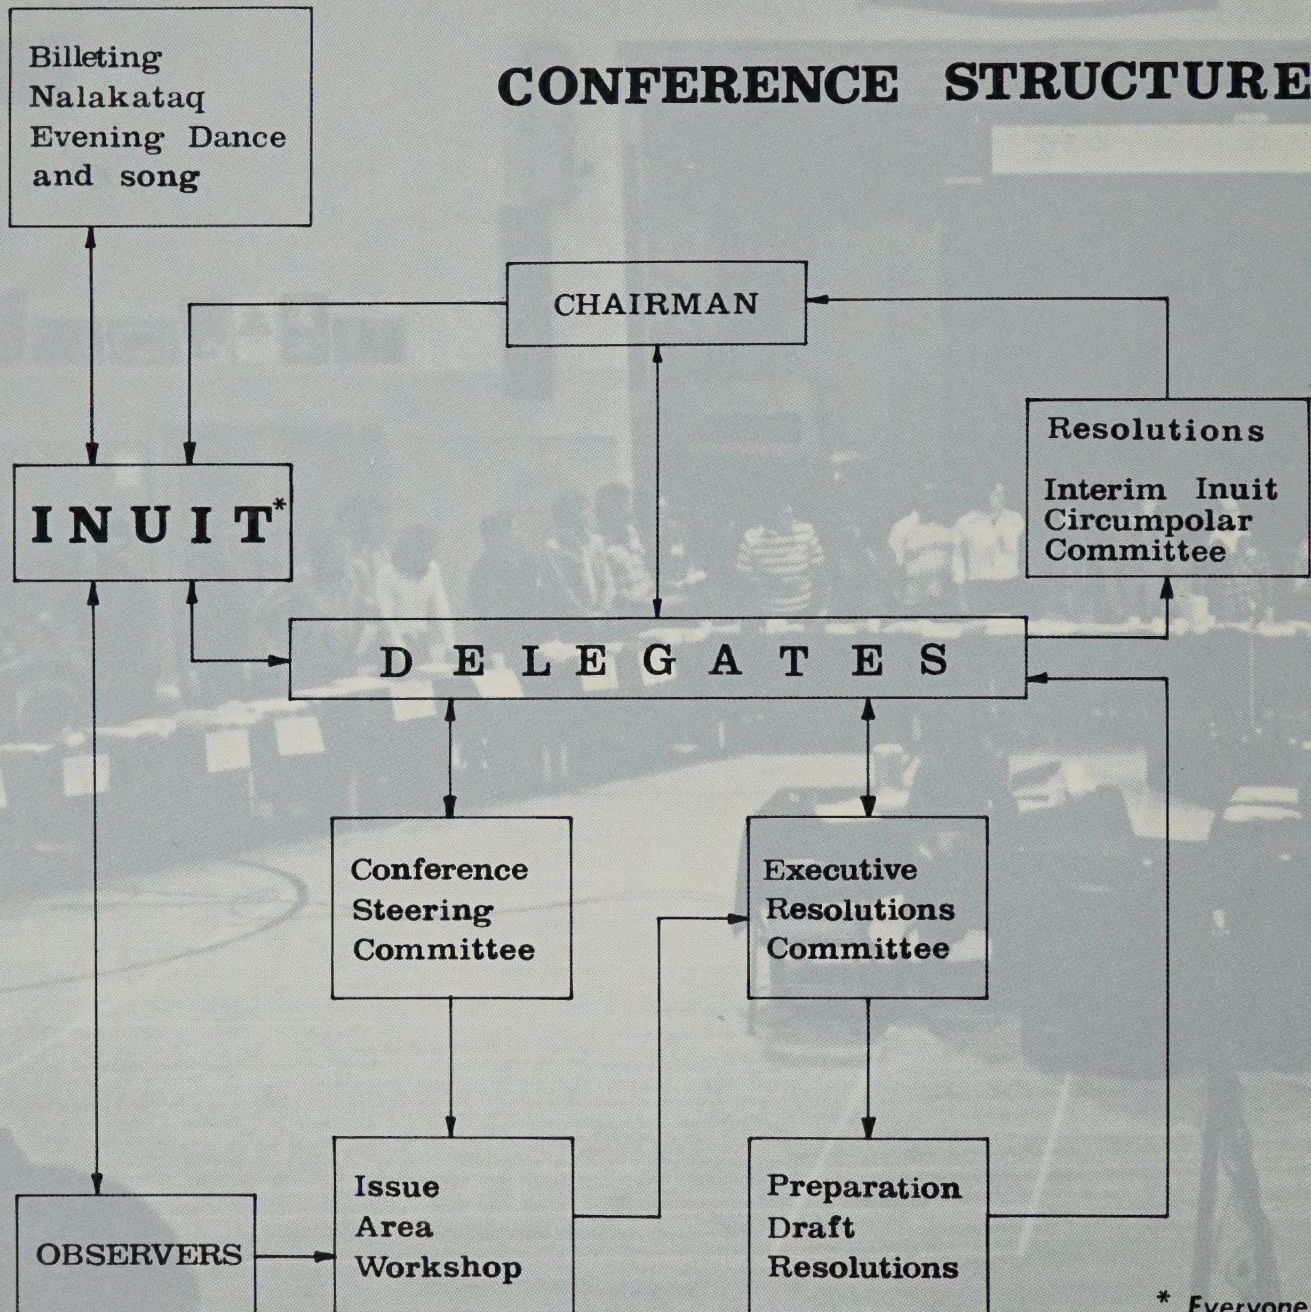 CONFERENCE STRUCTURE
Billeting
Nalakataq
Evening Dance
and song
CHAIRMAN
Resolutions
Interim Inuit
Circumpolar
Committee
INUIT*
DELEGATES
Conference
Steering
Committee
Executive
Resolutions
Committee
OBSERVERS
Issue
Area
Workshop
Preparation
Draft
Resolutions
* Everyone